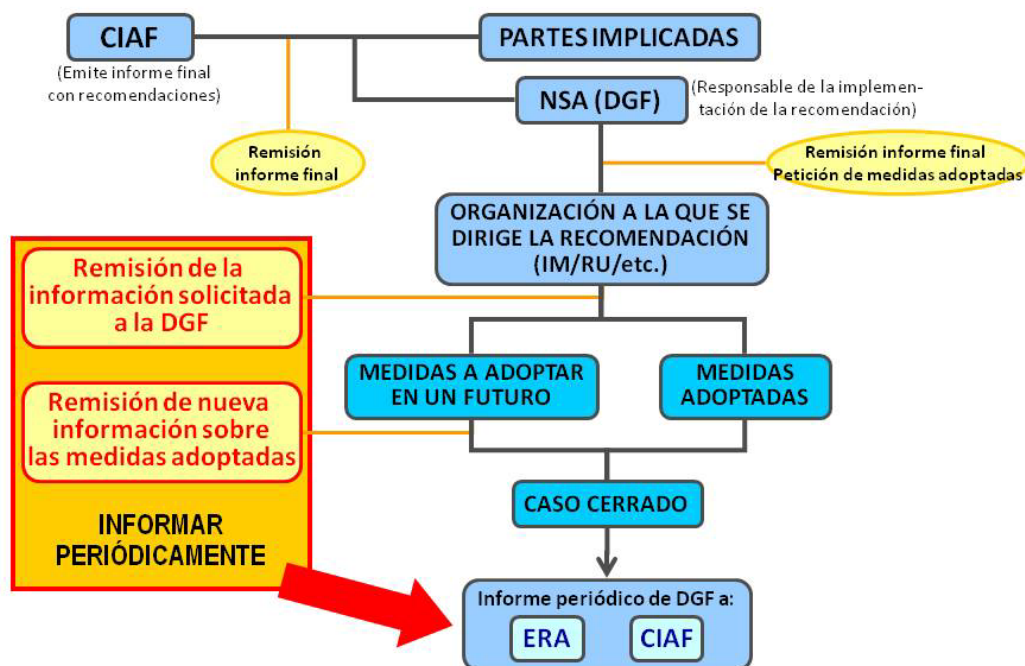 CIAF
(Emite informe final
con recomendaciones)
PARTES IMPLICADAS
NSA (DGF)
(Responsable de la implemen-
tación de la recomendación)
Remisión
informe final
Remisión informe final
Petición de medidas adoptadas
ORGANIZACIÓN A LA QUE SE
DIRIGE LA RECOMENDACIÓN
(IM/RU/etc.)
Remisión de la
información solicitada
a la DGF
MEDIDAS A ADOPTAR
EN UN FUTURO
MEDIDAS
ADOPTADAS
Remisión de nueva
información sobre
las medidas adoptadas
INFORMAR
PERIÓDICAMENTE
CASO CERRADO
Informe periódico de DGF a:
ERA
CIAF